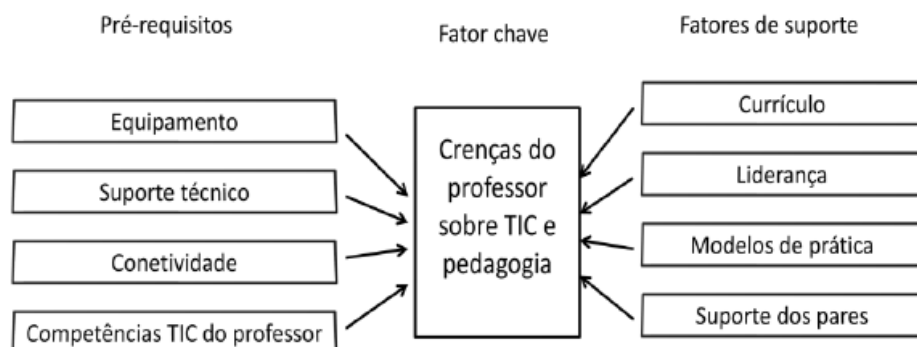 Pré-requisitos
Fator chave
Fatores de suporte
Equipamento
Suporte técnico
Conetividade
Competências TIC do professor
Crenças do
professor
sobre TIC e
pedagogia
Currículo
Liderança
Modelos de prática
Suporte dos pares